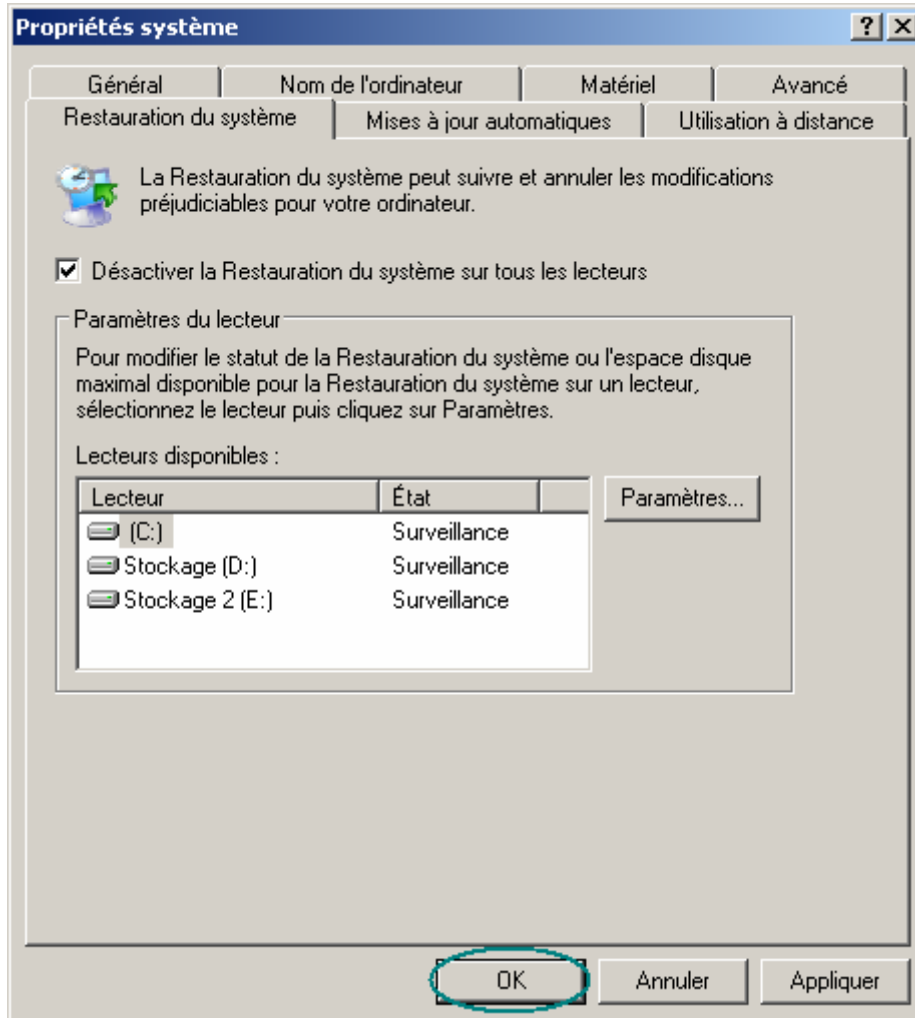 Propriétés système
Général Nom de l'ordinateur Matériel Avancé
Restauration du système Mises à jour automatiques Utilisation à distance
La Restauration du système peut suivre et annuler les modifications
préjudiciables pour votre ordinateur.
Désactiver la Restauration du système sur tous les lecteurs
Paramètres du lecteur
Pour modifier le statut de la Restauration du système ou l'espace disque
maximal disponible pour la Restauration du système sur un lecteur,
sélectionnez le lecteur puis cliquez sur Paramètres.
Lecteurs disponibles :
Lecteur État Paramètres...
(C:) Surveillance
Stockage (D:) Surveillance
Stockage 2 (E:) Surveillance
OK Annuler Appliquer